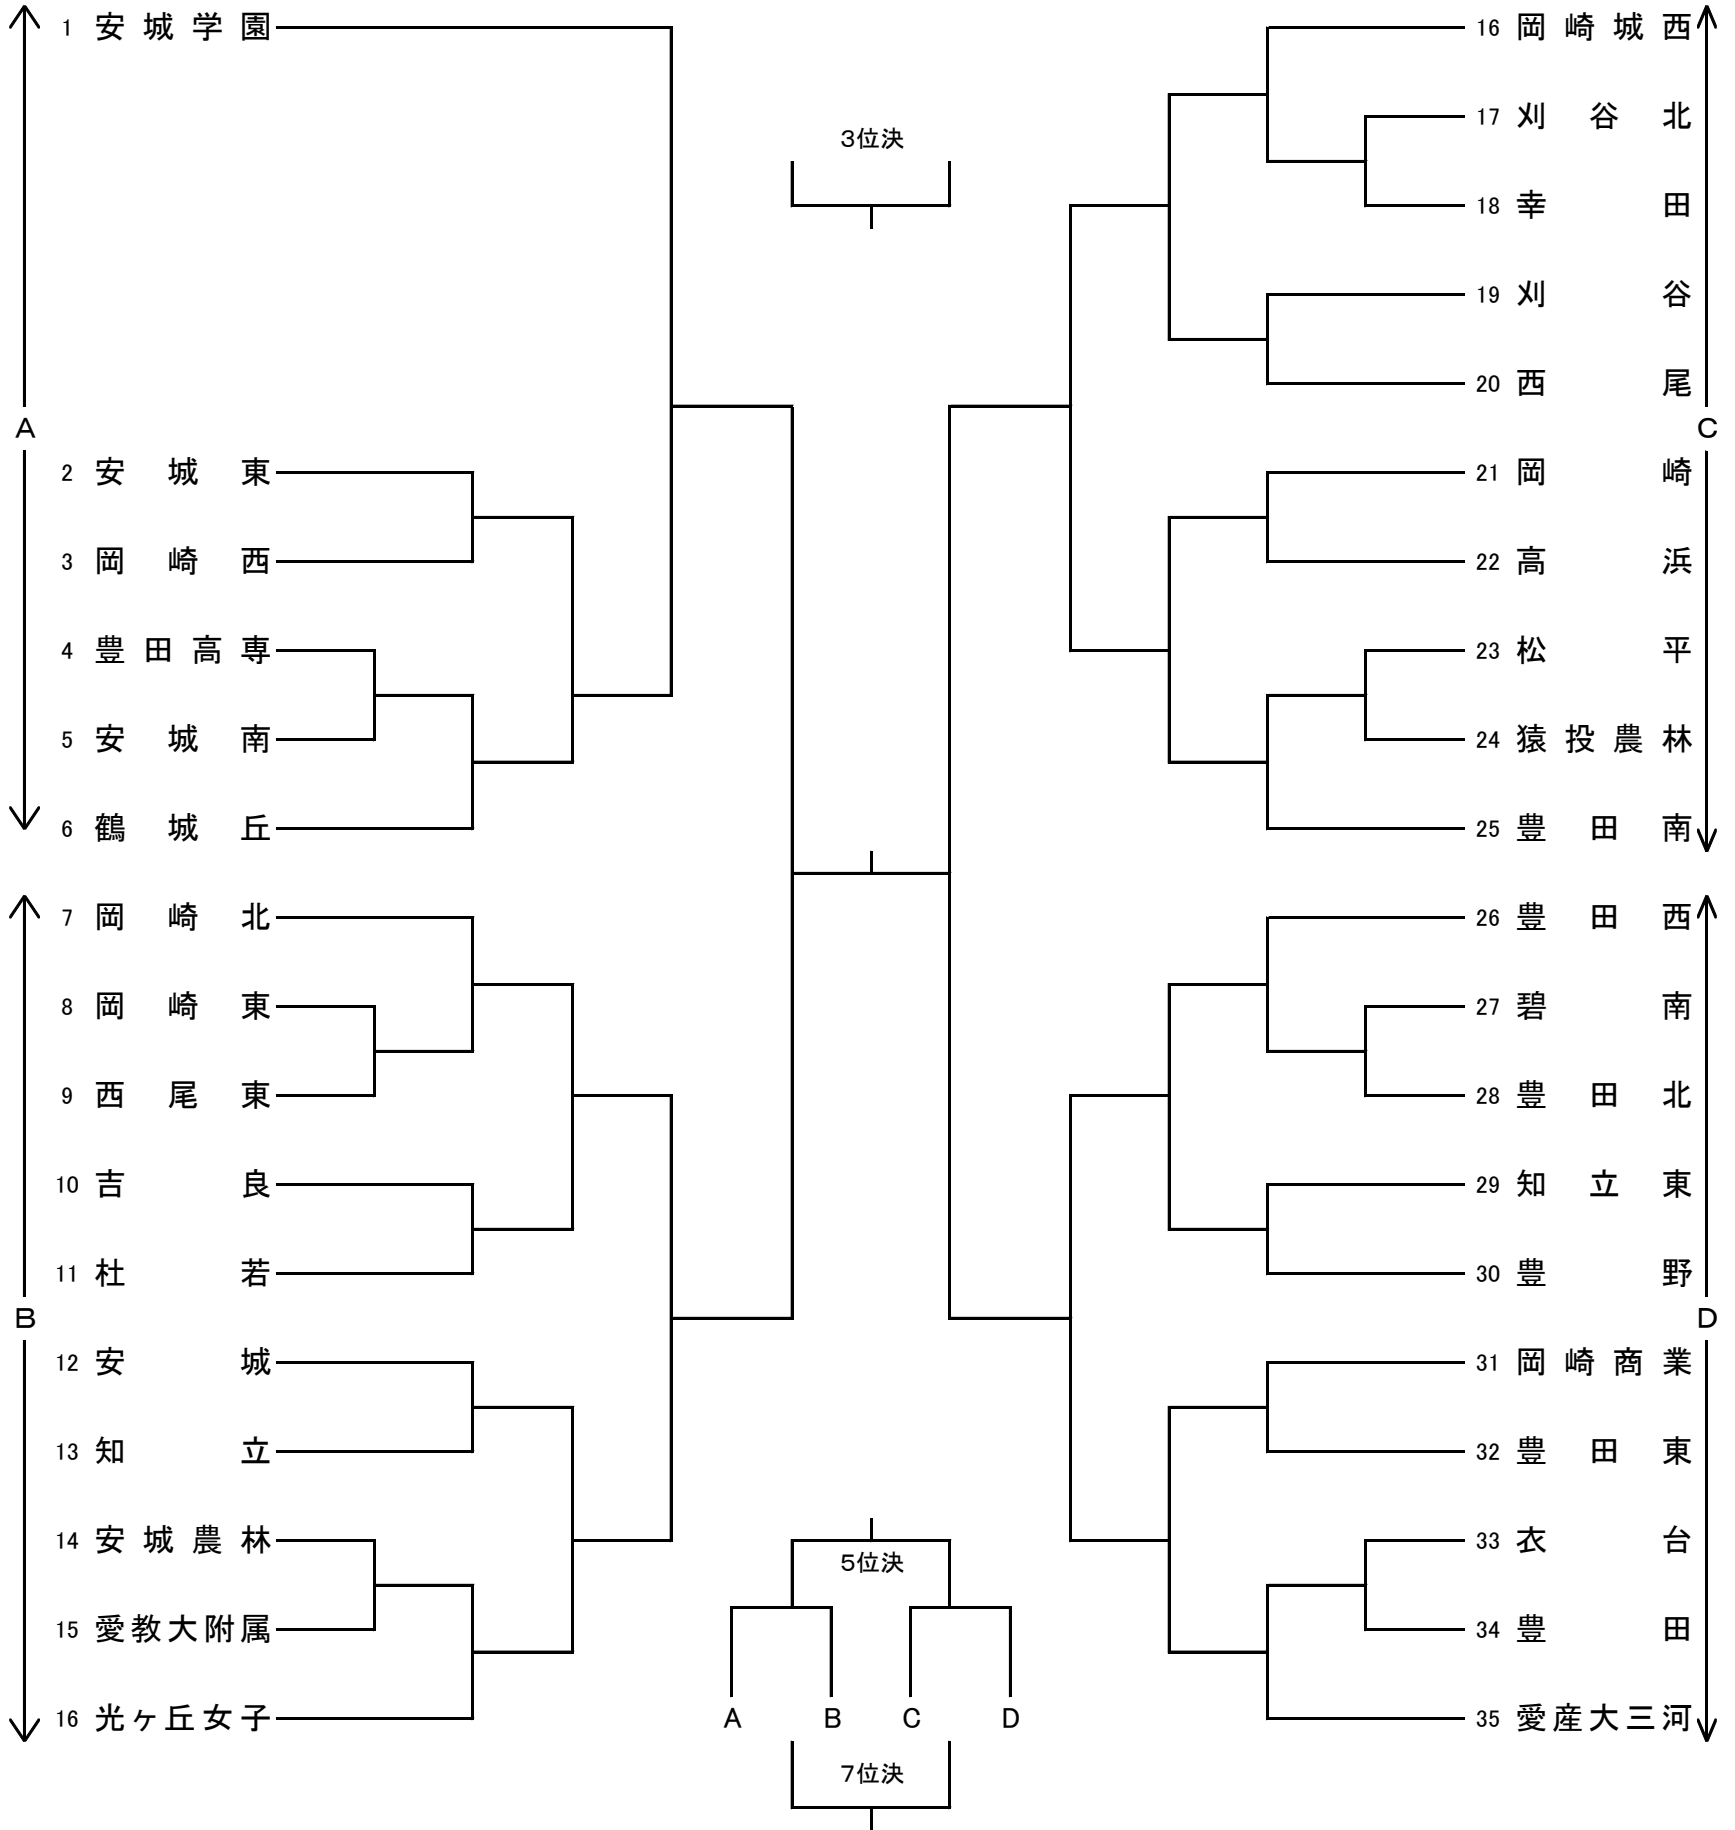 1 安城学園
2 安城東
3 岡崎西
4 豊田高専
5 安城南
6 鶴城丘
A
7 岡崎北
8 岡崎東
9 西尾東
10 吉良
11 杜若
12 安城
13 知立
14 安城農林
15 愛教大附属
16 光ヶ丘女子
B
3位決
5位決
A B C D
7位決
16 岡崎城西
17 刈谷北
18 幸田
19 刈谷
20 西尾
21 岡崎
22 高浜
23 松平
24 猿投農林
25 豊田南
C
26 豊田西
27 碧南
28 豊田北
29 知立東
30 豊野
31 岡崎商業
32 豊田東
33 衣台
34 豊田
35 愛産大三河
D